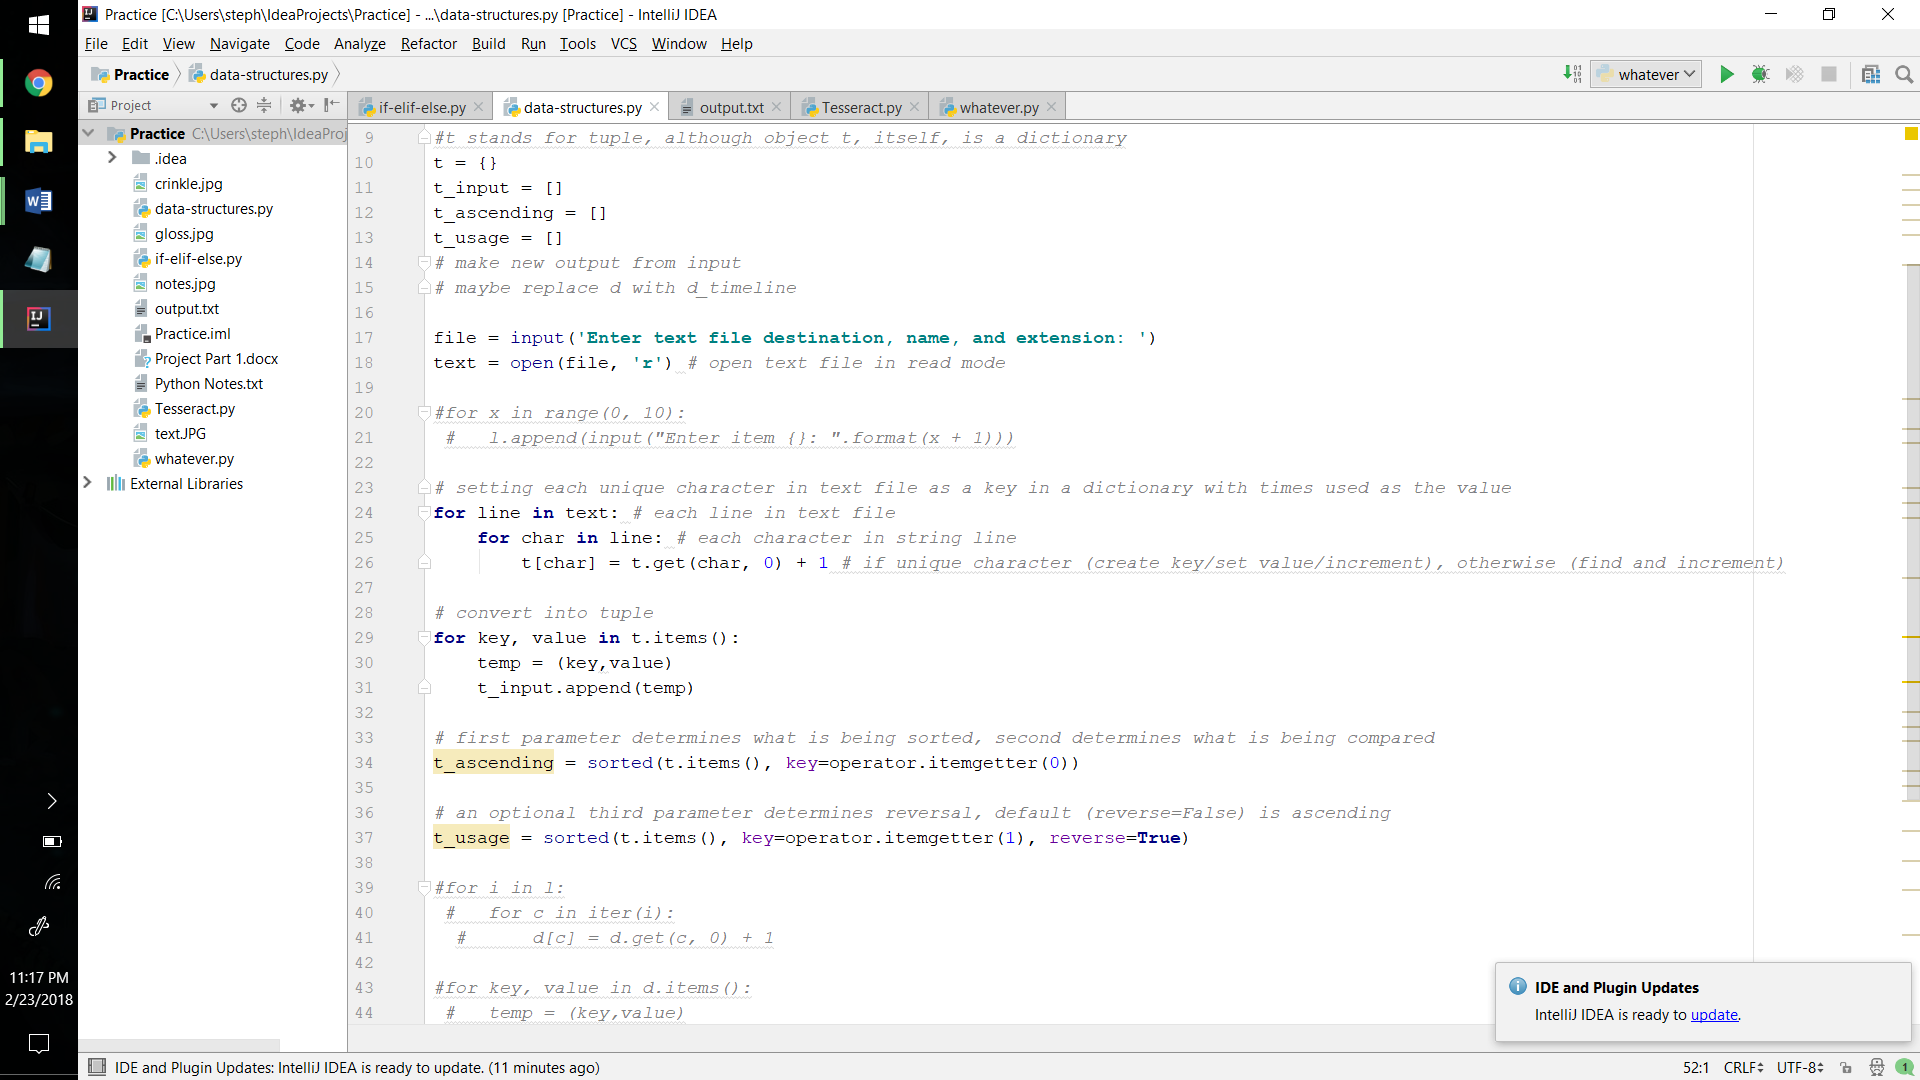 Practice [C:\Users\steph\IdeaProjects\Practice] - ...\data-structures.py [Practice] - IntelliJ IDEA
File Edit View Navigate Code Analyze Refactor Build Run Tools VCS Window Help
Practice data-structures.py whatever
Project
if-elif-else.py data-structures.py output.txt Tesseract.py whatever.py
Practice C:\Users\steph\IdeaProj
.idea
crinkle.jpg
data-structures.py
gloss.jpg
if-elif-else.py
notes.jpg
output.txt
Practice.iml
Project Part 1.docx
Python Notes.txt
Tesseract.py
text.JPG
whatever.py
External Libraries
9 #t stands for tuple, although object t, itself, is a dictionary
10 t = {}
11 t_input = []
12 t_ascending = []
13 t_usage = []
14 # make new output from input
15 # maybe replace d with d_timeline
16
17 file = input('Enter text file destination, name, and extension: ')
18 text = open(file, 'r') # open text file in read mode
19
20 #for x in range(0, 10):
21 #   l.append(input("Enter item {}: ".format(x + 1)))
22
23 # setting each unique character in text file as a key in a dictionary with times used as the value
24 for line in text: # each line in text file
25     for char in line: # each character in string line
26         t[char] = t.get(char, 0) + 1 # if unique character (create key/set value/increment), otherwise (find and increment)
27
28 # convert into tuple
29 for key, value in t.items():
30     temp = (key,value)
31     t_input.append(temp)
32
33 # first parameter determines what is being sorted, second determines what is being compared
34 t_ascending = sorted(t.items(), key=operator.itemgetter(0))
35
36 # an optional third parameter determines reversal, default (reverse=False) is ascending
37 t_usage = sorted(t.items(), key=operator.itemgetter(1), reverse=True)
38
39 #for i in l:
40 #   for c in iter(i):
41 #      d[c] = d.get(c, 0) + 1
42
43 #for key, value in d.items():
44 #   temp = (key,value)
11:17 PM
2/23/2018
IDE and Plugin Updates
IntelliJ IDEA is ready to update.
IDE and Plugin Updates: IntelliJ IDEA is ready to update. (11 minutes ago)
52:1 CRLF UTF-8 1